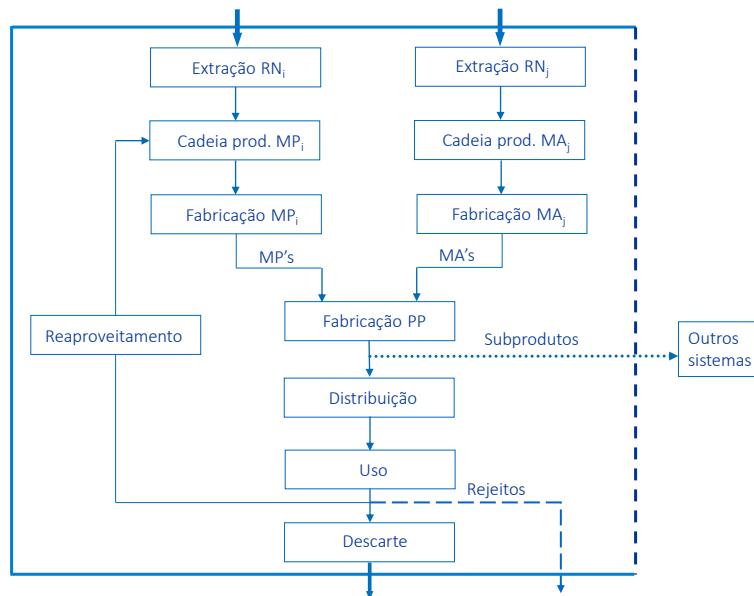 Extração RNi
Extração RNj
Cadeia prod. MPi
Cadeia prod. MAj
Fabricação MPi
Fabricação MAj
MP's
MA's
Fabricação PP
Reaproveitamento
Subprodutos
Outros
sistemas
Distribuição
Uso
Rejeitos
Descarte